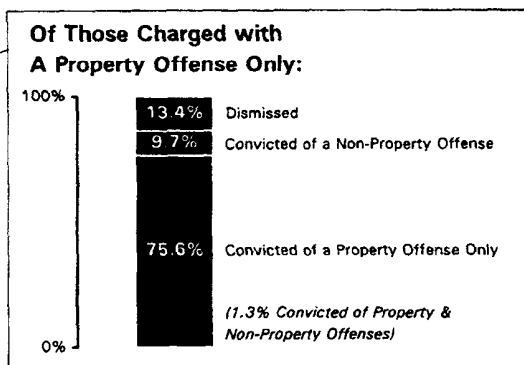 Of Those Charged with
A Property Offense Only:
100%
13.4% Dismissed
9.7% Convicted of a Non-Property Offense
75.6% Convicted of a Property Offense Only
(1.3% Convicted of Property &
Non-Property Offenses)
0%